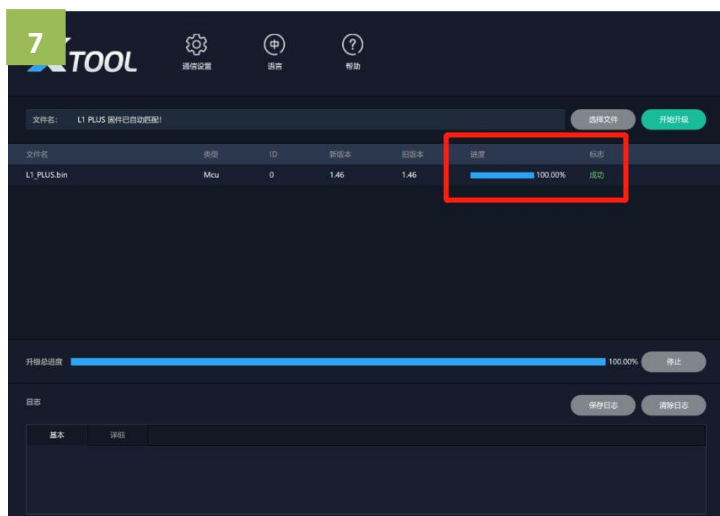 7
XTOOL
通信设置 语言 帮助
中 ?
文件名: L1 PLUS 固件已自动匹配! 选择文件 开始升级
文件名 类型 ID 新版本 旧版本 进度 标志
L1_PLUS.bin Mcu 0 1.46 1.46 100.00% 成功
升级总进度 100.00% 停止
日志 保存日志 清除日志
基本 详细